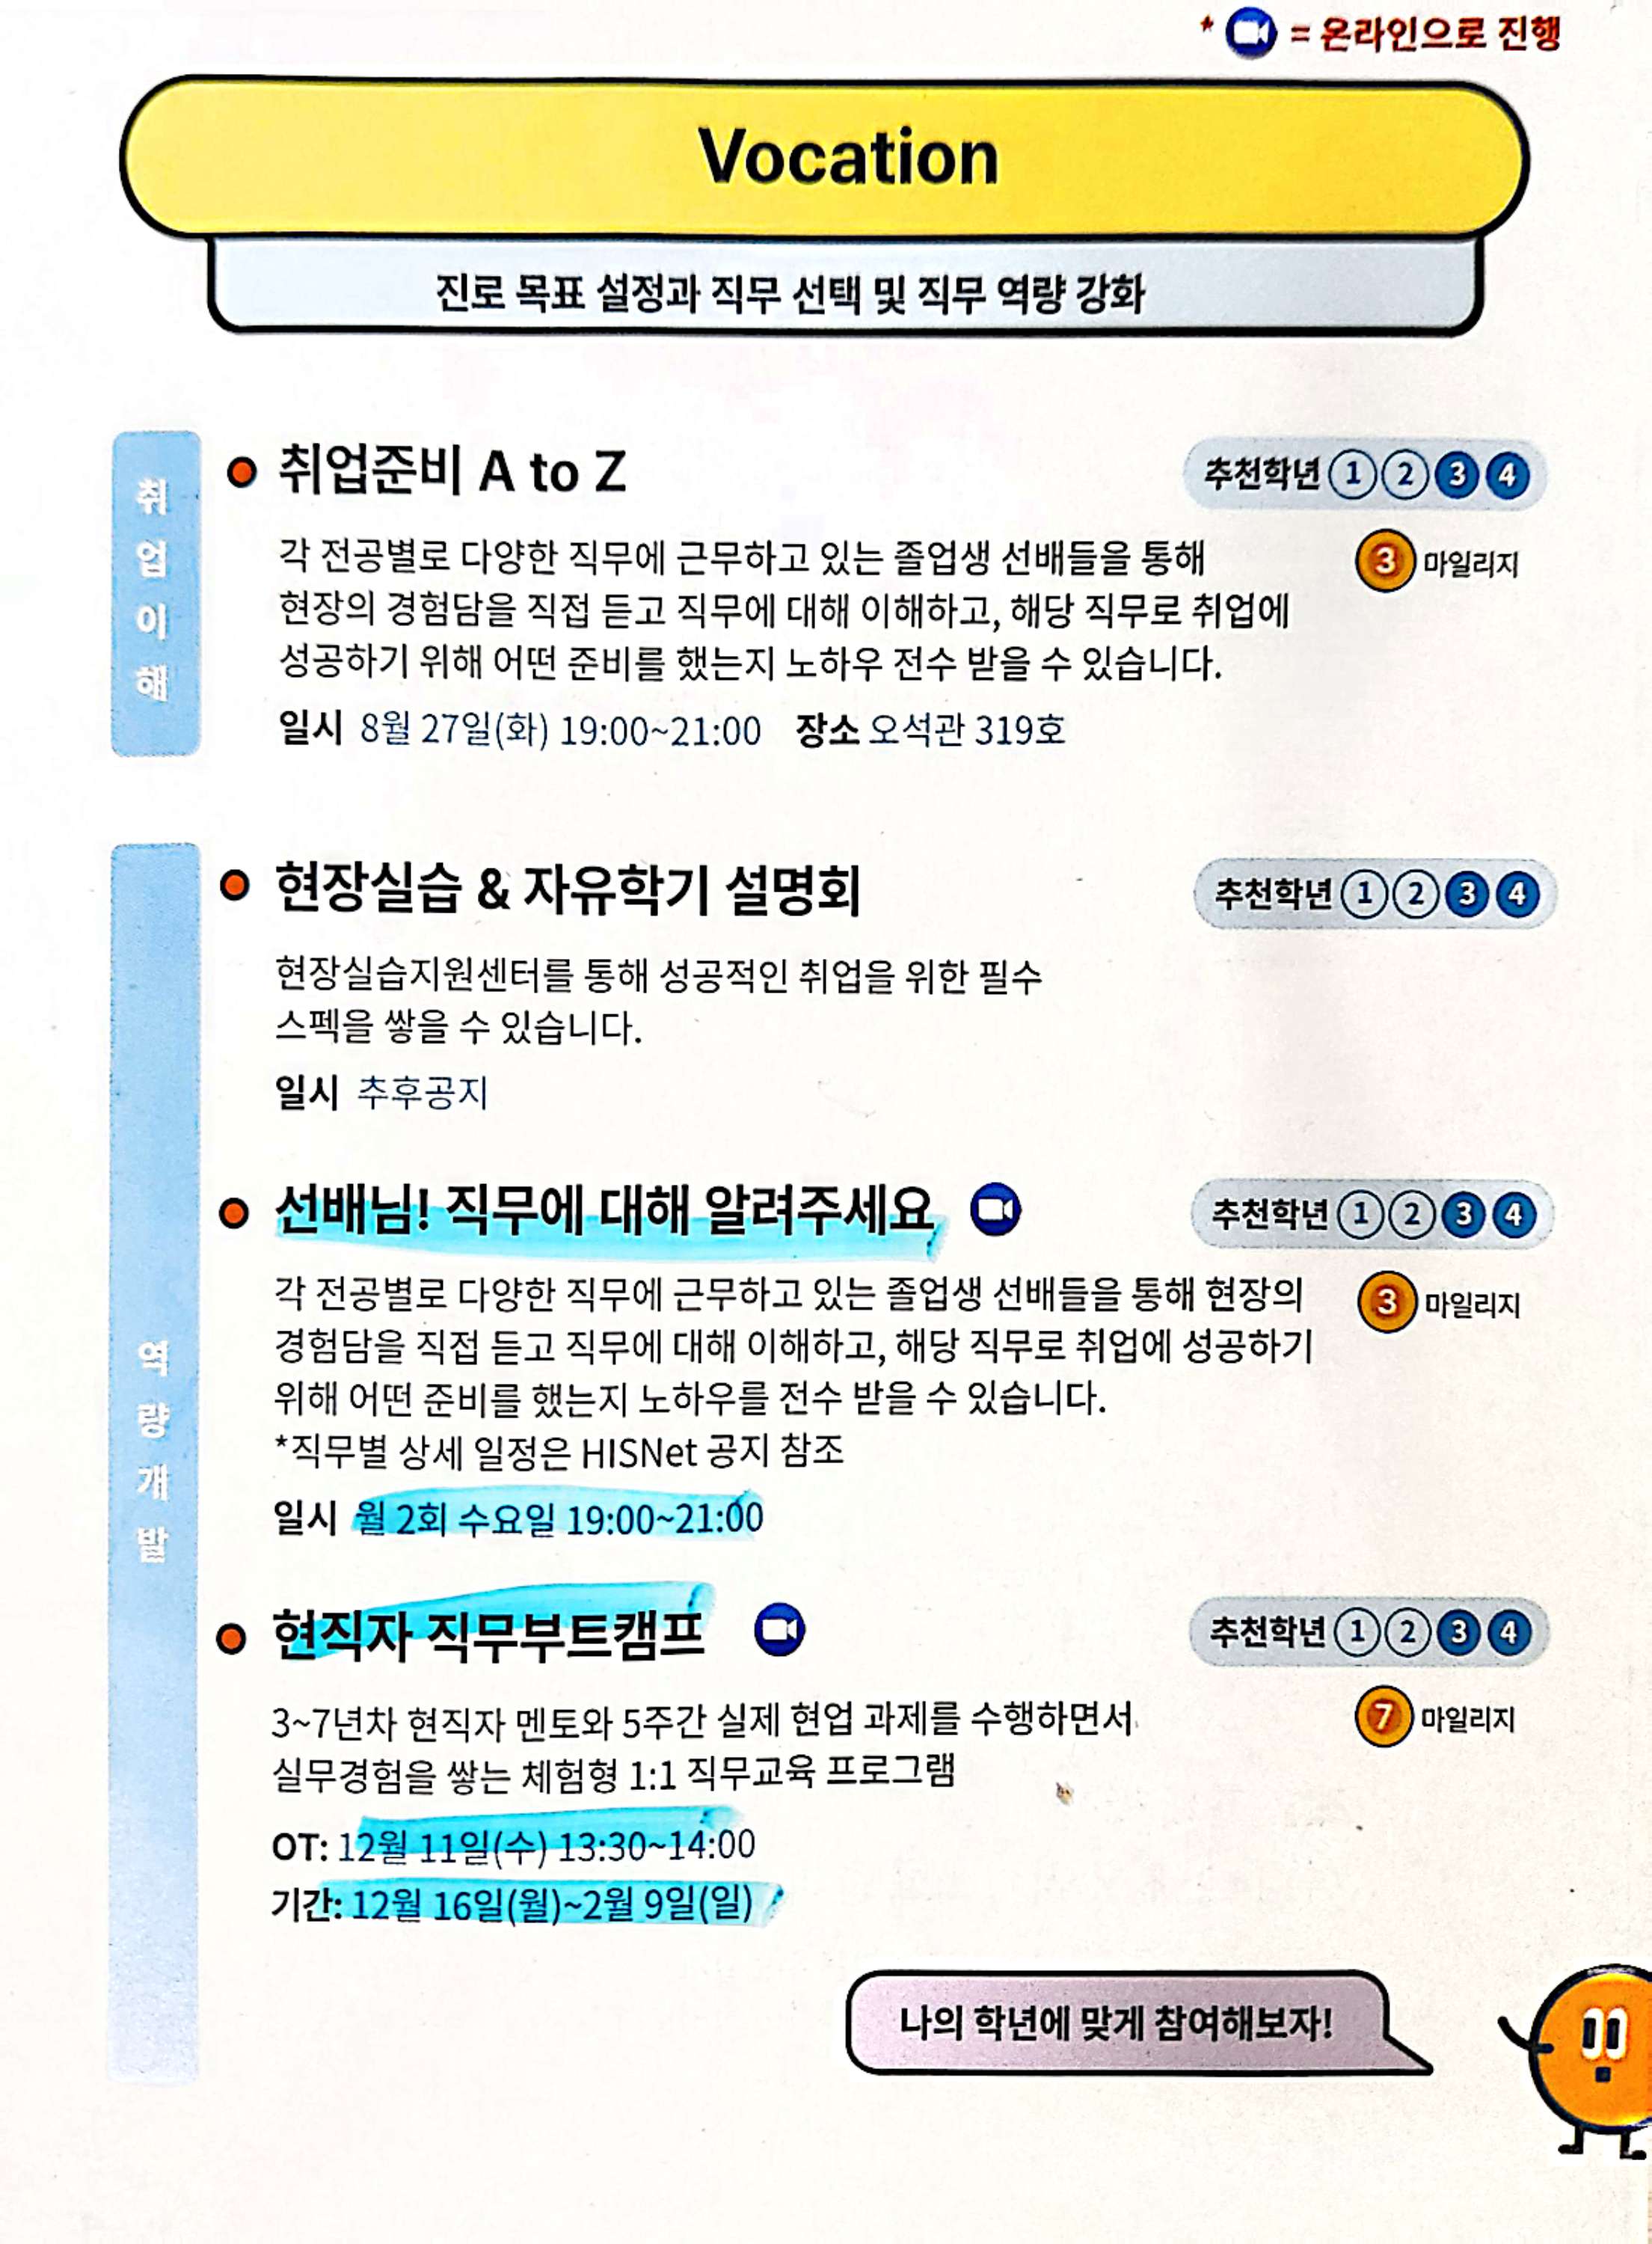 * = 온라인으로 진행
Vocation
진로 목표 설정과 직무 선택 및 직무 역량 강화
취업이해
취업준비 A to Z
추천학년 1 2 3 4
3 마일리지
각 전공별로 다양한 직무에 근무하고 있는 졸업생 선배들을 통해
현장의 경험담을 직접 듣고 직무에 대해 이해하고, 해당 직무로 취업에
성공하기 위해 어떤 준비를 했는지 노하우 전수 받을 수 있습니다.
일시 8월 27일(화) 19:00~21:00 장소 오석관 319호
역량개발
현장실습 & 자유학기 설명회
추천학년 1 2 3 4
현장실습지원센터를 통해 성공적인 취업을 위한 필수
스펙을 쌓을 수 있습니다.
일시 추후공지
선배님! 직무에 대해 알려주세요
추천학년 1 2 3 4
3 마일리지
각 전공별로 다양한 직무에 근무하고 있는 졸업생 선배들을 통해 현장의
경험담을 직접 듣고 직무에 대해 이해하고, 해당 직무로 취업에 성공하기
위해 어떤 준비를 했는지 노하우를 전수 받을 수 있습니다.
*직무별 상세 일정은 HISNet 공지 참조
일시 월 2회 수요일 19:00~21:00
현직자 직무부트캠프
추천학년 1 2 3 4
7 마일리지
3~7년차 현직자 멘토와 5주간 실제 현업 과제를 수행하면서
실무경험을 쌓는 체험형 1:1 직무교육 프로그램
OT: 12월 11일(수) 13:30~14:00
기간: 12월 16일(월)~2월 9일(일)
나의 학년에 맞게 참여해보자!